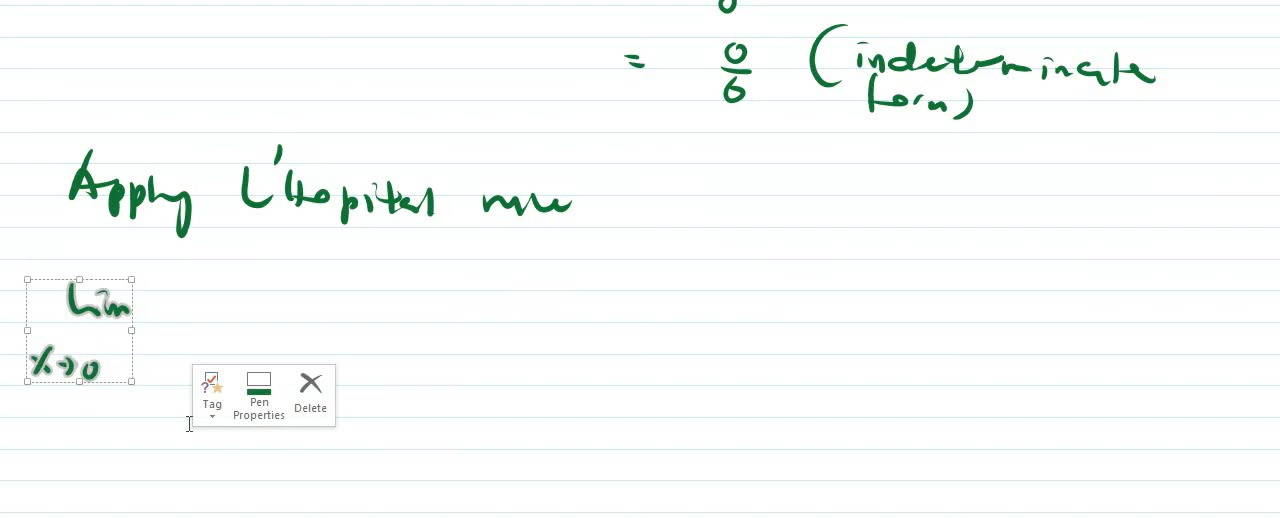 = 0/0 (indeterminate
form)
Apply L'Hopital rule
Lim
x→0
Tag
Pen Properties
Delete